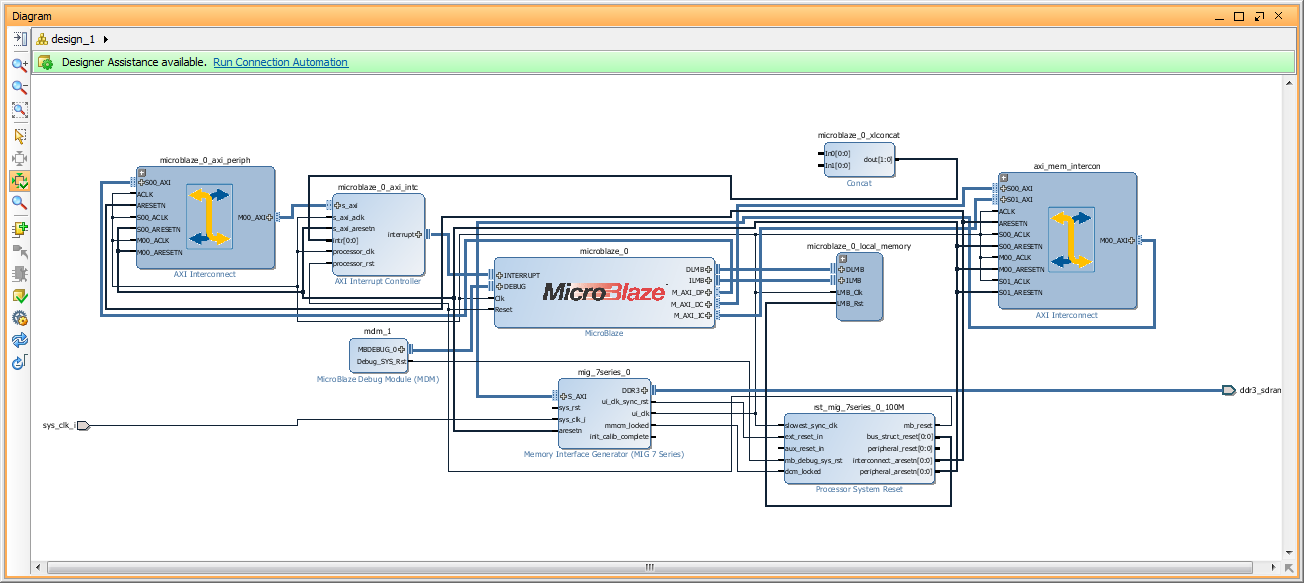 Diagram
design_1
Designer Assistance available. Run Connection Automation
microblaze_0_axi_periph
S00_AXI
ACLK
ARESETN
S00_ACLK
S00_ARESETN
M00_ACLK
M00_ARESETN
M00_AXI
AXI Interconnect
microblaze_0_axi_intc
s_axi
s_axi_aclk
s_axi_aresetn
intr[0:0]
processor_clk
processor_rst
interrupt
AXI Interrupt Controller
microblaze_0
INTERRUPT
DEBUG
Clk
Reset
MicroBlaze
DLMB
ILMB
M_AXI_DP
M_AXI_DC
M_AXI_IC
MicroBlaze
mdm_1
MBDEBUG_0
Debug_SYS_Rst
MicroBlaze Debug Module (MDM)
microblaze_0_xlconcat
In0[0:0]
In1[0:0]
dout[1:0]
Concat
microblaze_0_local_memory
DLMB
ILMB
LMB_Clk
LMB_Rst
axi_mem_intercon
S00_AXI
S01_AXI
ACLK
ARESETN
S00_ACLK
S00_ARESETN
M00_ACLK
M00_ARESETN
S01_ACLK
S01_ARESETN
M00_AXI
AXI Interconnect
mig_7series_0
S_AXI
sys_rst
sys_clk_i
aresetn
DDR3
ui_clk_sync_rst
ui_clk
mmcm_locked
init_calib_complete
Memory Interface Generator (MIG 7 Series)
rst_mig_7series_0_100M
slowest_sync_clk
ext_reset_in
aux_reset_in
mb_debug_sys_rst
dcm_locked
mb_reset
bus_struct_reset[0:0]
peripheral_reset[0:0]
interconnect_aresetn[0:0]
peripheral_aresetn[0:0]
Processor System Reset
sys_clk_i
ddr3_sdran